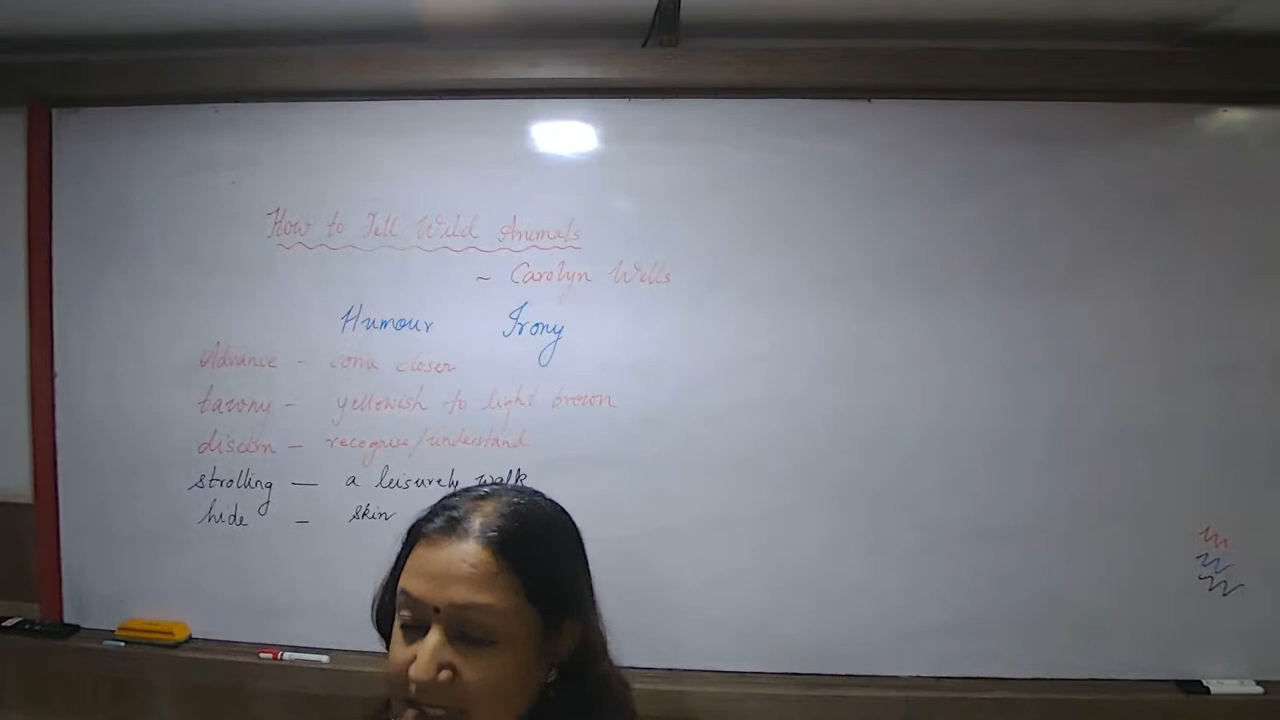 How to Tell Wild Animals
~ Carolyn Wells
Humour Irony
Advance - come closer
tawny - yellowish to light brown
discern - recognise/understand
strolling - a leisurely walk
hide - skin